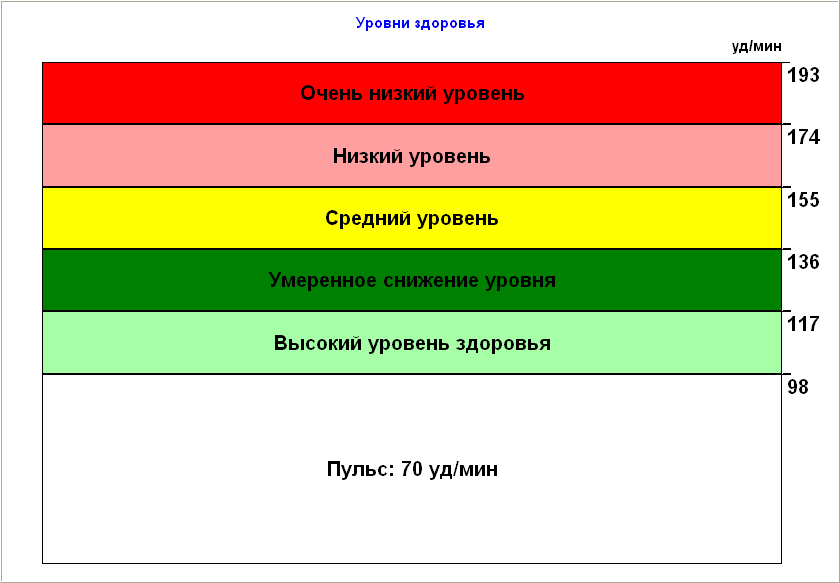 Уровни здоровья
уд/мин
193
Очень низкий уровень
174
Низкий уровень
155
Средний уровень
136
Умеренное снижение уровня
117
Высокий уровень здоровья
98
Пульс: 70 уд/мин